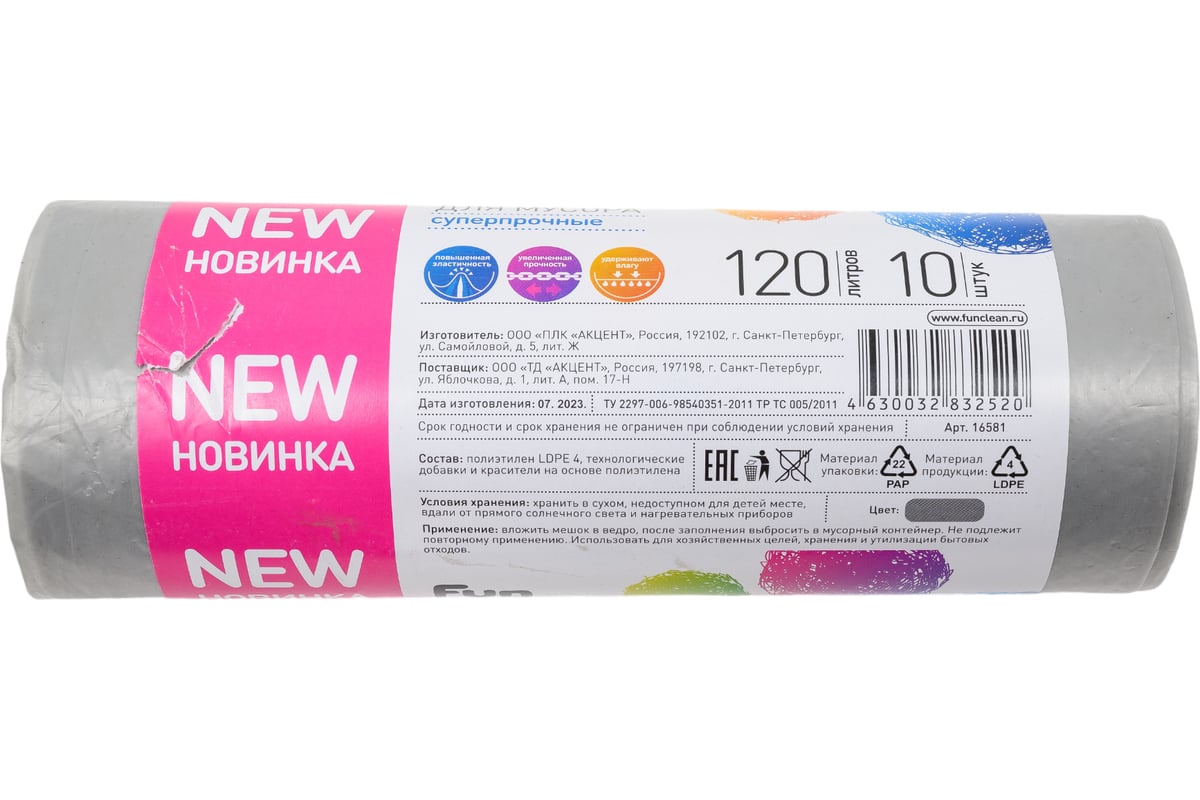 NEW
НОВИНКА
NEW
НОВИНКА
NEW
НОВИНКА
ДЛЯ МУСОРА
суперпрочные
повышенная
эластичность
увеличенная
прочность
удерживают
влагу
120 литров
10 штук
www.funclean.ru
Изготовитель: ООО «ПЛК «АКЦЕНТ», Россия, 192102, г. Санкт-Петербург,
ул. Самойловой, д. 5, лит. Ж
Поставщик: ООО «ТД «АКЦЕНТ», Россия, 197198, г. Санкт-Петербург,
ул. Яблочкова, д. 1, лит. А, пом. 17-Н
Дата изготовления: 07. 2023. ТУ 2297-006-98540351-2011 ТР ТС 005/2011
4 630032 832520
Срок годности и срок хранения не ограничен при соблюдении условий хранения
Арт. 16581
Состав: полиэтилен LDPE 4, технологические
добавки и красители на основе полиэтилена
EAC
Материал
упаковки:
22
PAP
Материал
продукции:
4
LDPE
Условия хранения: хранить в сухом, недоступном для детей месте,
вдали от прямого солнечного света и нагревательных приборов
Цвет:
Применение: вложить мешок в ведро, после заполнения выбросить в мусорный контейнер. Не подлежит
повторному применению. Использовать для хозяйственных целей, хранения и утилизации бытовых
отходов.
Fun